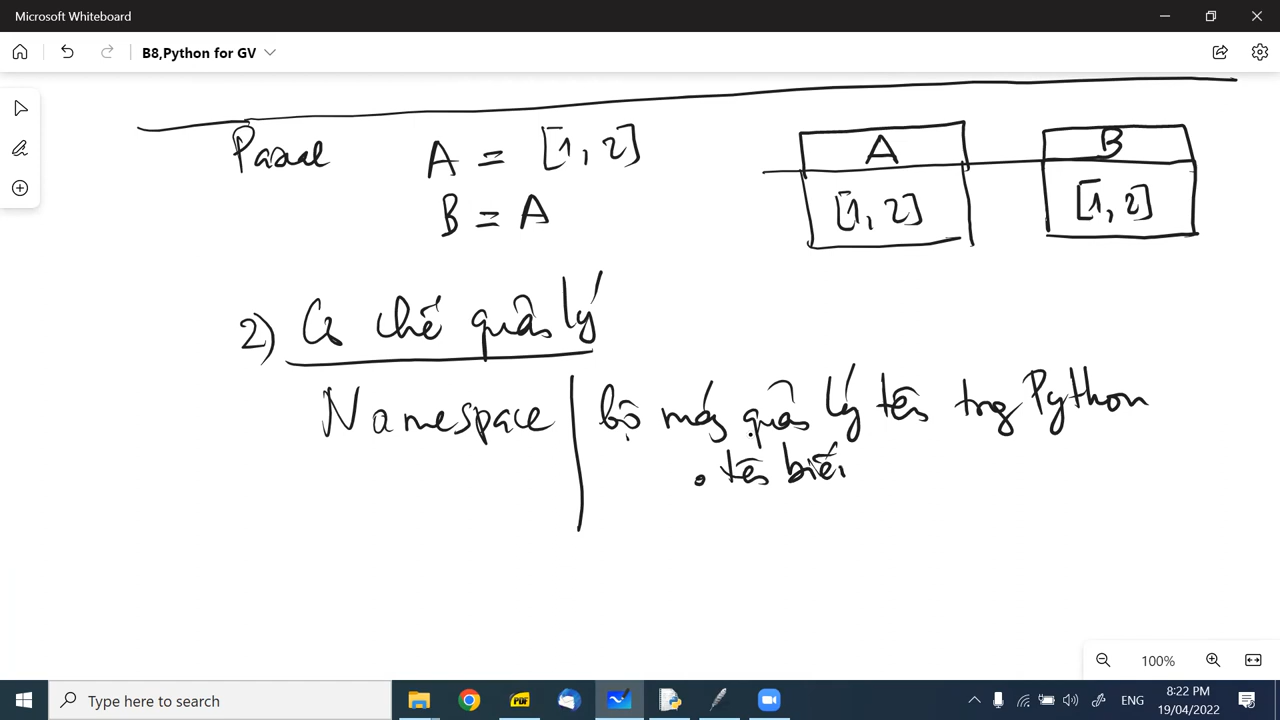 Microsoft Whiteboard
B8,Python for GV
Pascal A = [1, 2]
B = A
A
[1, 2]
B
[1, 2]
2) Cơ chế quản lý
Namespace | bộ máy quản lý tên trong Python
• tên biến
100%
Type here to search
ENG
8:22 PM
19/04/2022